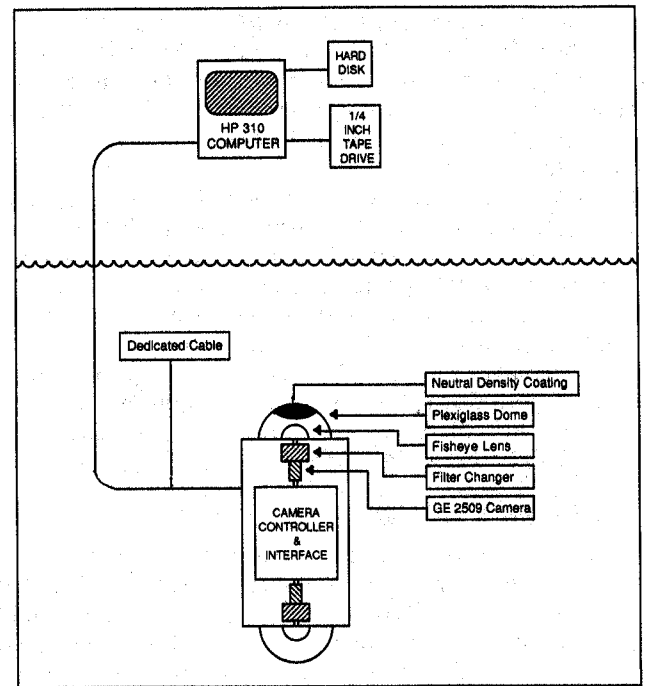 HARD
DISK
HP 310
COMPUTER
1/4
INCH
TAPE
DRIVE
Dedicated Cable
Neutral Density Coating
Plexiglass Dome
Fisheye Lens
Filter Changer
GE 2509 Camera
CAMERA
CONTROLLER
&
INTERFACE